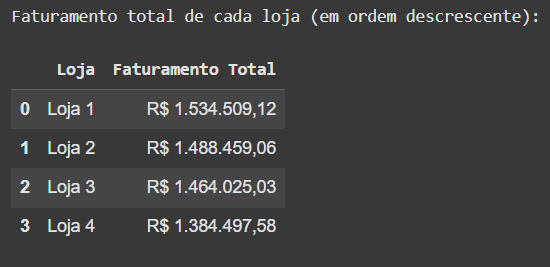 Faturamento total de cada loja (em ordem descrescente):
Loja Faturamento Total
0 Loja 1 R$ 1.534.509,12
1 Loja 2 R$ 1.488.459,06
2 Loja 3 R$ 1.464.025,03
3 Loja 4 R$ 1.384.497,58